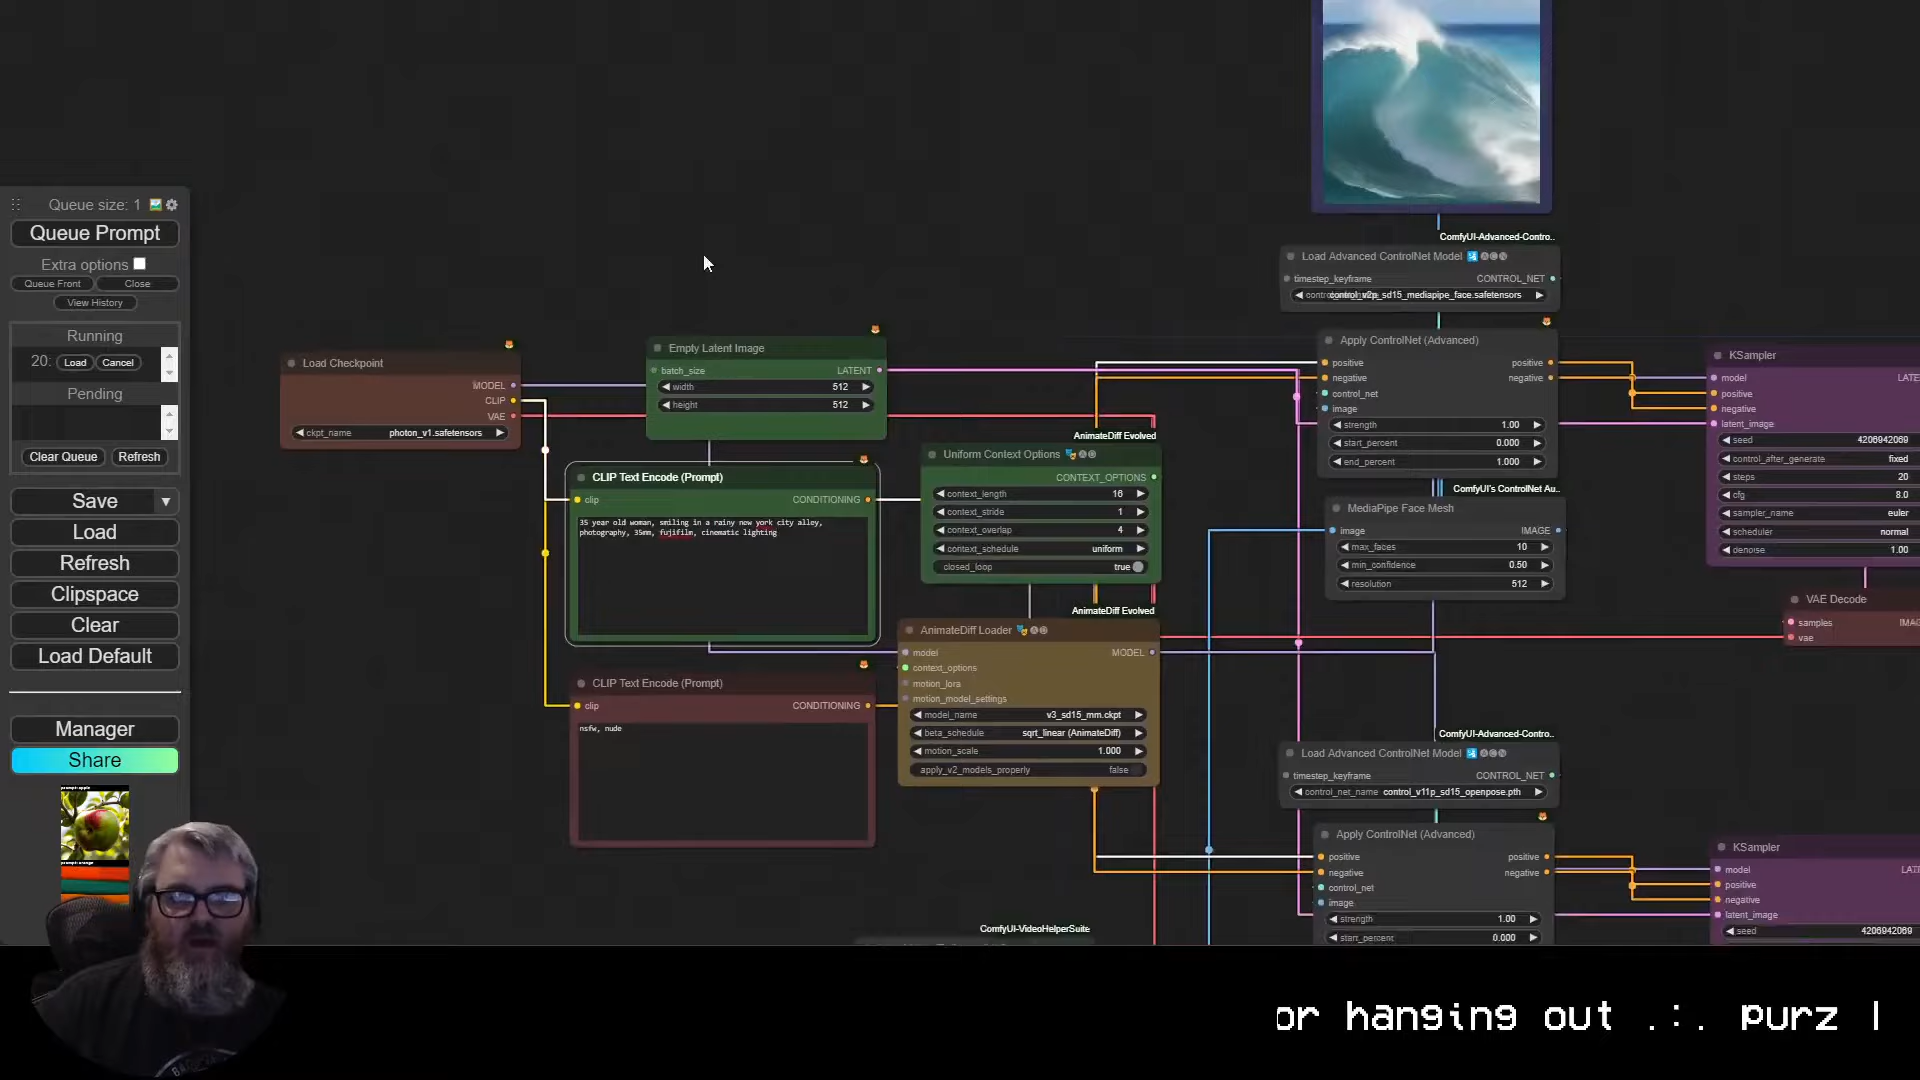 Queue size: 1
Queue Prompt
Extra options
Queue Front
Close
View History
Running
20:
Load
Cancel
Pending
Clear Queue
Refresh
Save
▼
Load
Refresh
Clipspace
Clear
Load Default
Manager
Share
Load Checkpoint
MODEL
CLIP
VAE
ckpt_name
photon_v1.safetensors
Empty Latent Image
batch_size
LATENT
width
512
height
512
CLIP Text Encode (Prompt)
clip
CONDITIONING
35 year old woman, smiling in a rainy new york city alley,
photography, 35mm, fujifilm, cinematic lighting
CLIP Text Encode (Prompt)
clip
CONDITIONING
nsfw, nude
AnimateDiff Evolved
Uniform Context Options
CONTEXT_OPTIONS
context_length
16
context_stride
1
context_overlap
4
context_schedule
uniform
closed_loop
true
AnimateDiff Evolved
AnimateDiff Loader
model
MODEL
context_options
motion_lora
motion_model_settings
model_name
v3_sd15_mm.ckpt
beta_schedule
sqrt_linear (AnimateDiff)
motion_scale
1.000
apply_v2_models_properly
false
ComfyUI-VideoHelperSuite
ComfyUI-Advanced-Contro..
Load Advanced ControlNet Model
timestep_keyframe
CONTROL_NET
control_v2p_sd15_mediapipe_face.safetensors
Apply ControlNet (Advanced)
positive
positive
negative
negative
control_net
image
strength
1.00
start_percent
0.000
end_percent
1.000
ComfyUI's ControlNet Au..
MediaPipe Face Mesh
image
IMAGE
max_faces
10
min_confidence
0.50
resolution
512
ComfyUI-Advanced-Contro..
Load Advanced ControlNet Model
timestep_keyframe
CONTROL_NET
control_net_name
control_v11p_sd15_openpose.pth
Apply ControlNet (Advanced)
positive
positive
negative
negative
control_net
image
strength
1.00
start_percent
0.000
KSampler
model
LATE
positive
negative
latent_image
seed
4206942069
control_after_generate
fixed
steps
20
cfg
8.0
sampler_name
euler
scheduler
normal
denoise
1.00
VAE Decode
samples
IMAG
vae
KSampler
model
LATE
positive
negative
latent_image
seed
4206942069
or hanging out .:. purz |